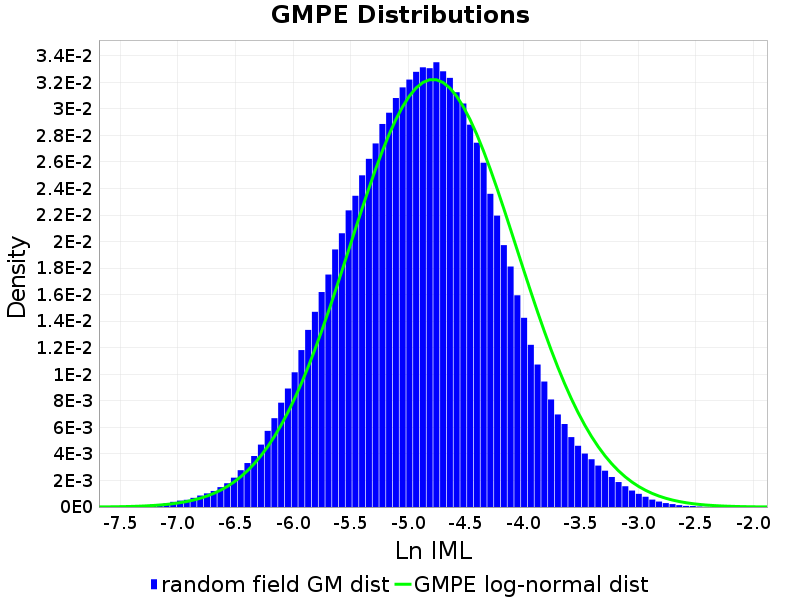 GMPE Distributions
Density
3.4E-2
3.2E-2
3E-2
2.8E-2
2.6E-2
2.4E-2
2.2E-2
2E-2
1.8E-2
1.6E-2
1.4E-2
1.2E-2
1E-2
8E-3
6E-3
4E-3
2E-3
0E0
-7.5 -7.0 -6.5 -6.0 -5.5 -5.0 -4.5 -4.0 -3.5 -3.0 -2.5 -2.0
Ln IML
random field GM dist GMPE log-normal dist